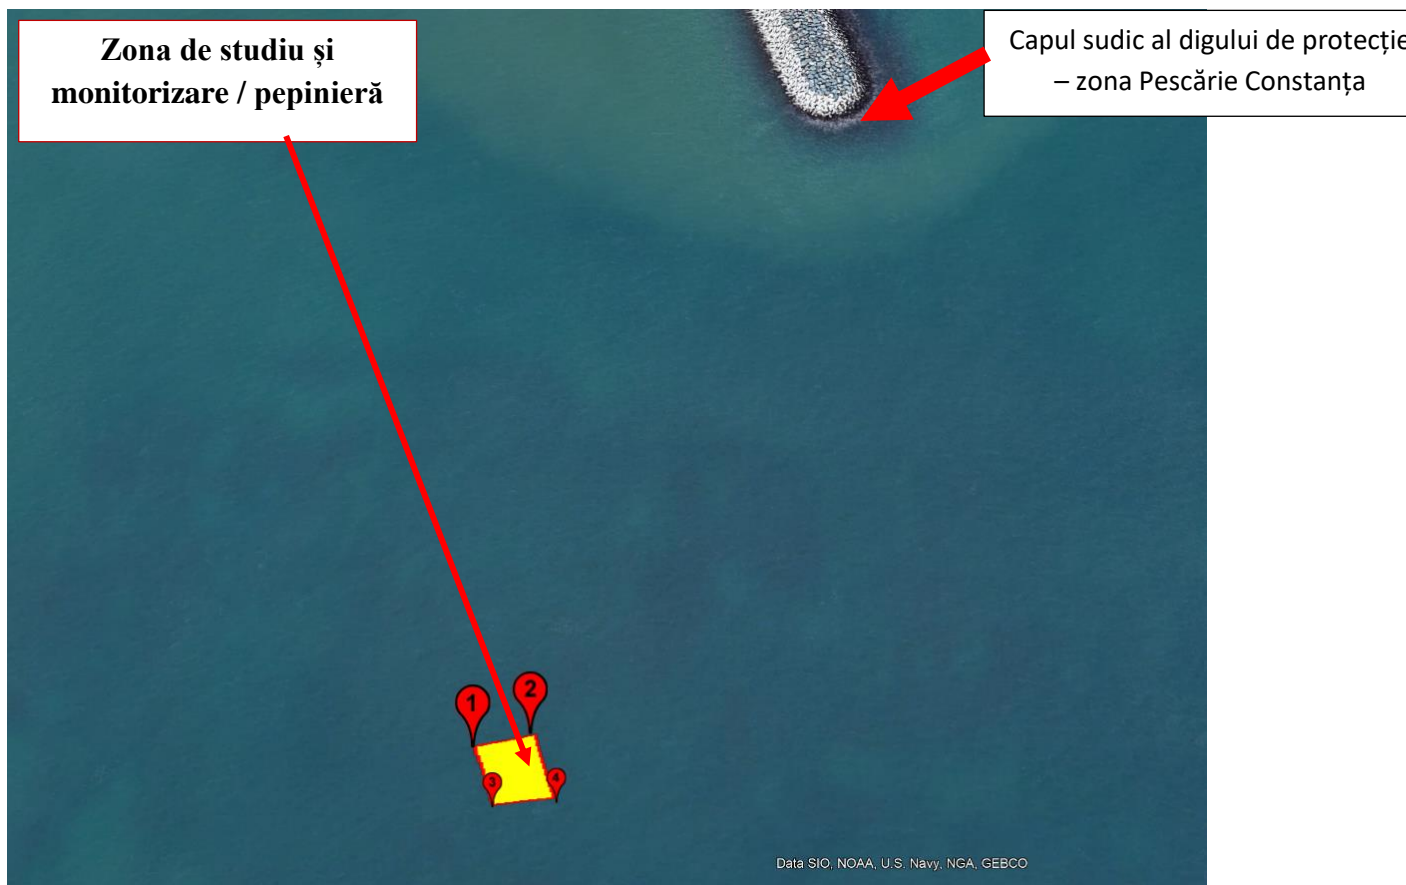 Zona de studiu și
monitorizare / pepinieră
Capul sudic al digului de protecție
– zona Pescărie Constanța
1
2
3
4
Data SIO, NOAA, U.S. Navy, NGA, GEBCO